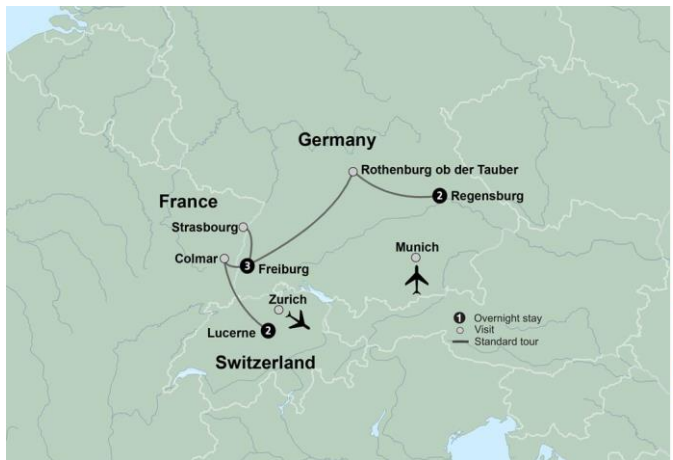 Germany
Rothenburg ob der Tauber
2 Regensburg
France
Strasbourg
Munich
Colmar
3 Freiburg
Zurich
Lucerne 2
Switzerland
1 Overnight stay
Visit
Standard tour